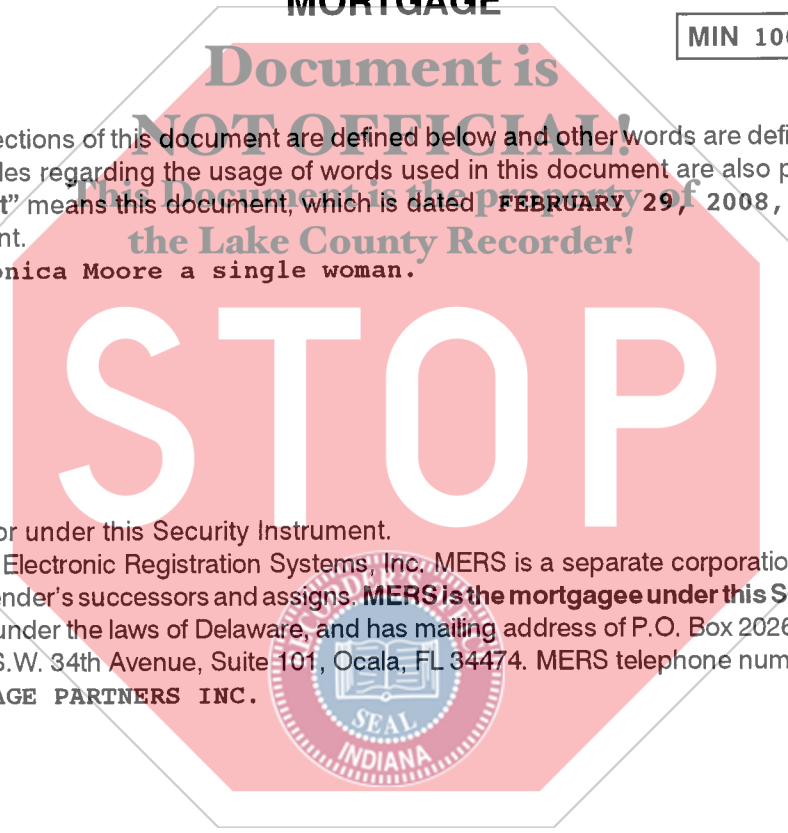 MORTGAGE
MIN 10
Document is
NOT OFFICIAL!
ections of this document are defined below and other words are defi
les regarding the usage of words used in this document are also p
This Document is the property of
t” means this document, which is dated FEBRUARY 29, 2008,
nt.
the Lake County Recorder!
nica Moore a single woman.
STOP
or under this Security Instrument.
Electronic Registration Systems, Inc. MERS is a separate corporatio
ender's successors and assigns. MERS is the mortgagee under this S
under the laws of Delaware, and has mailing address of P.O. Box 2026
S.W. 34th Avenue, Suite 101, Ocala, FL 34474. MERS telephone num
AGE PARTNERS INC.
RECORDER'S OFFICE
SEAL
INDIANA